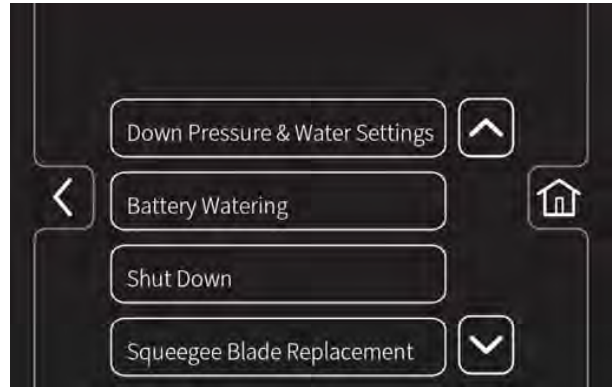 Down Pressure & Water Settings
Battery Watering
Shut Down
Squeegee Blade Replacement